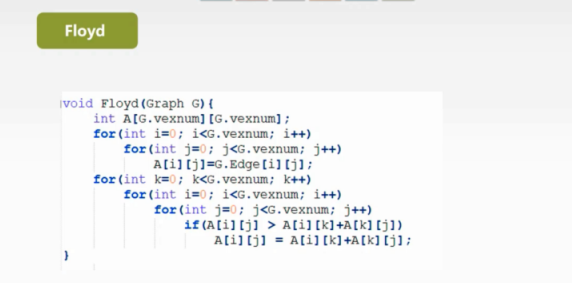 Floyd
void Floyd(Graph G){
    int A[G.vexnum][G.vexnum];
    for(int i=0; i<G.vexnum; i++)
        for(int j=0; j<G.vexnum; j++)
            A[i][j]=G.Edge[i][j];
    for(int k=0; k<G.vexnum; k++)
        for(int i=0; i<G.vexnum; i++)
            for(int j=0; j<G.vexnum; j++)
                if(A[i][j] > A[i][k]+A[k][j])
                    A[i][j] = A[i][k]+A[k][j];
}